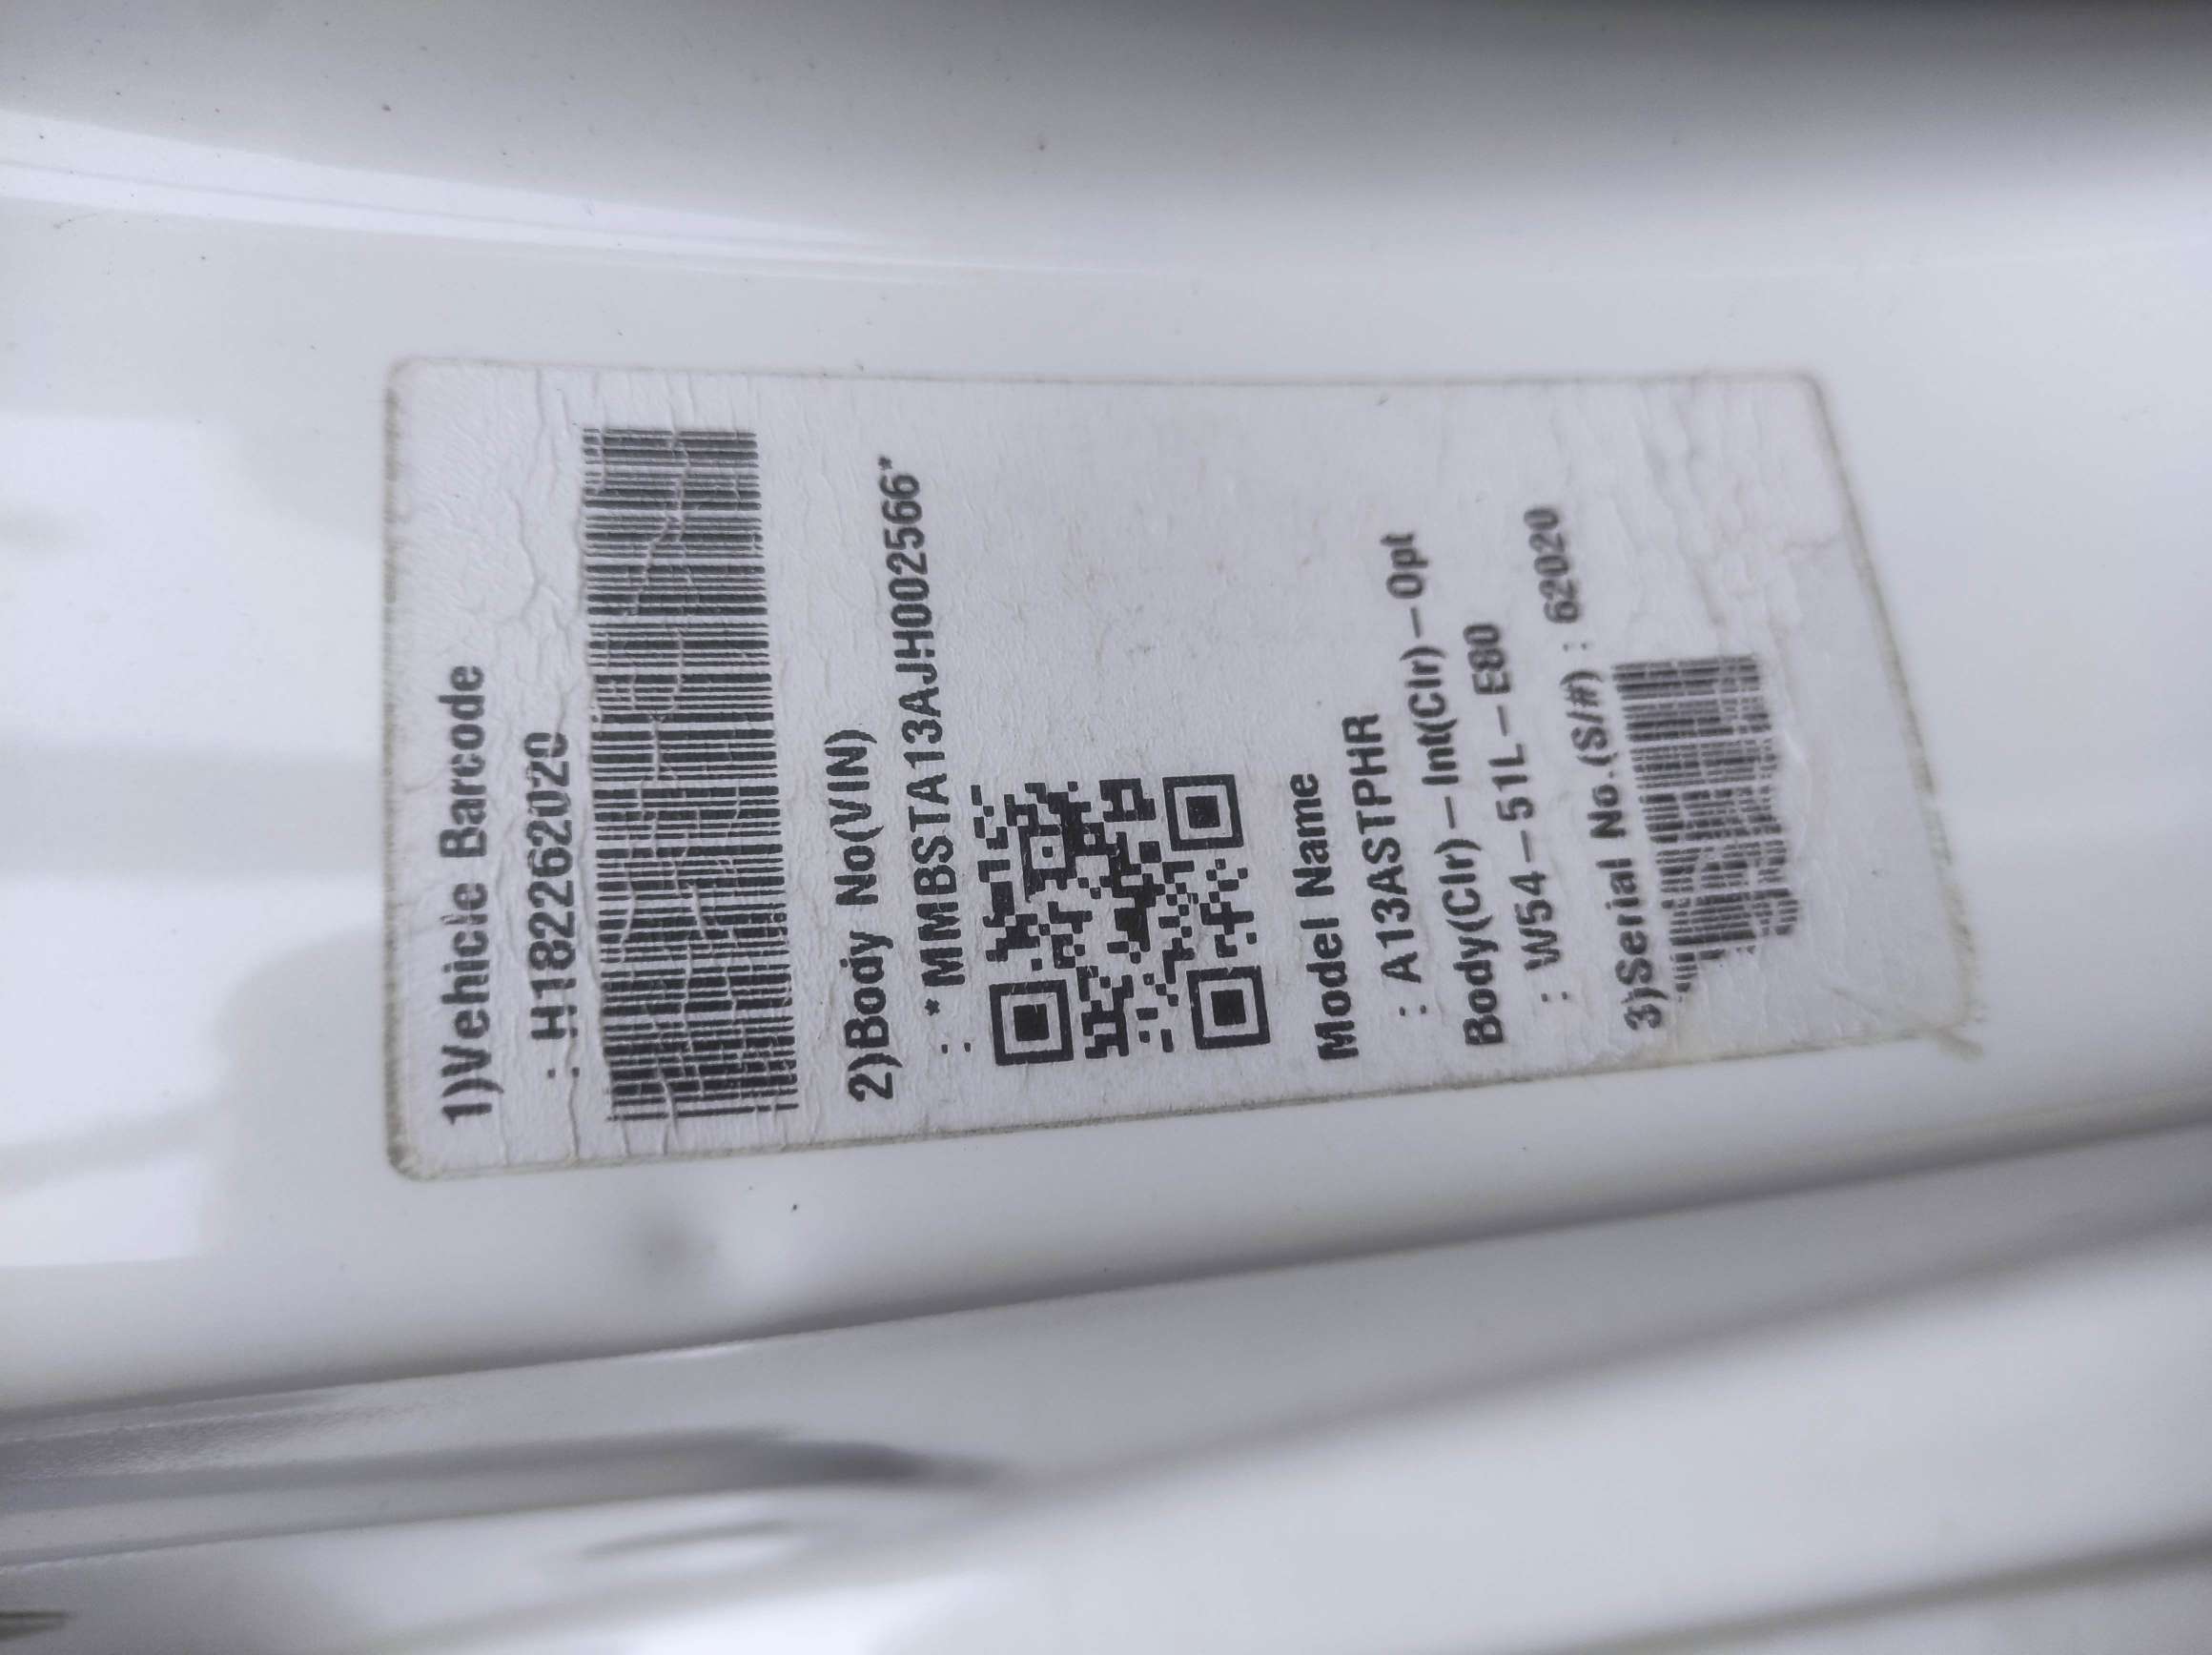 1)Vehicle Barcode
: H182262020
2)Body No(VIN)
: *MMBSTA13AJH002566*
Model Name
: A13ASTPHR
Body(Clr)-Int(Clr)-Opt
: W54-51L-E80
3)Serial No.(S/#) : 62020